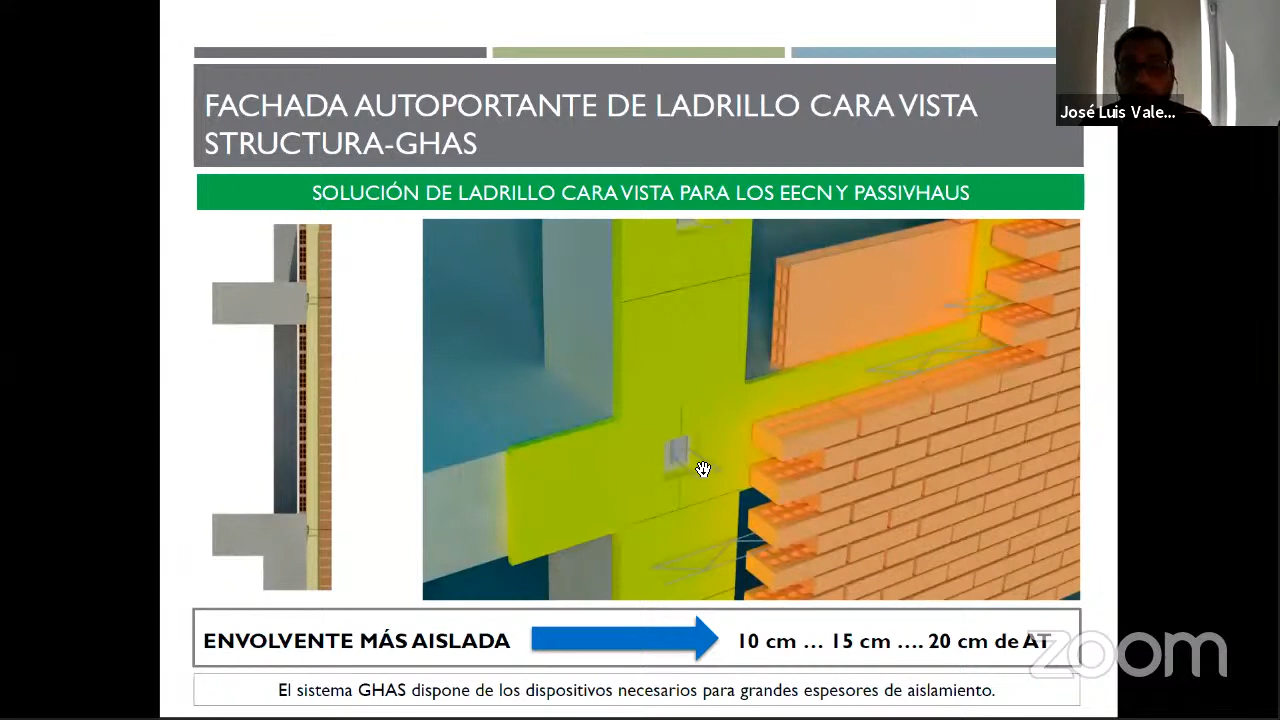 FACHADA AUTOPORTANTE DE LADRILLO CARA VISTA
STRUCTURA-GHAS
José Luis Vale...
SOLUCIÓN DE LADRILLO CARA VISTA PARA LOS EECN Y PASSIVHAUS
ENVOLVENTE MÁS AISLADA
10 cm ... 15 cm .... 20 cm de AT
zoom
El sistema GHAS dispone de los dispositivos necesarios para grandes espesores de aislamiento.